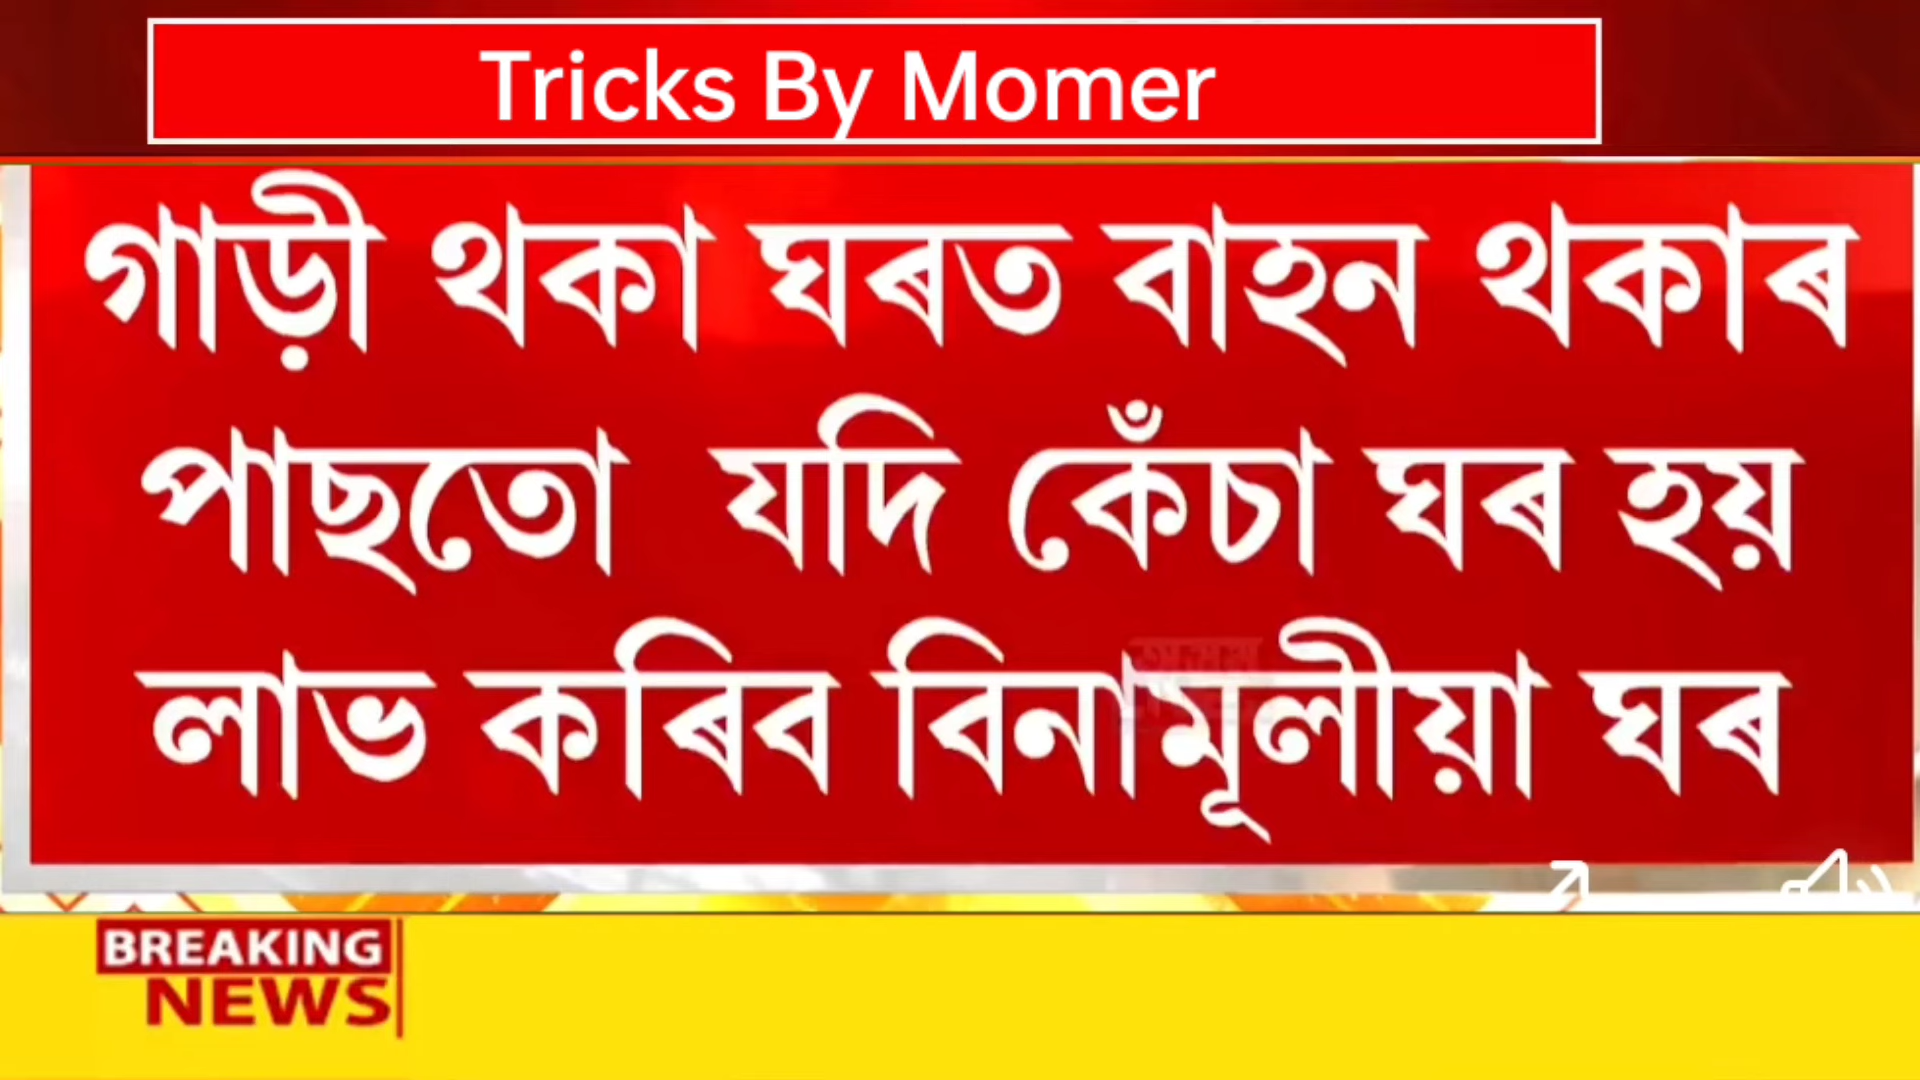 Tricks By Momer
গাড়ী থকা ঘৰত বাহন থকাৰ
পাছতো যদি কেঁচা ঘৰ হয়
লাভ কৰিব বিনামূলীয়া ঘৰ
BREAKING
NEWS